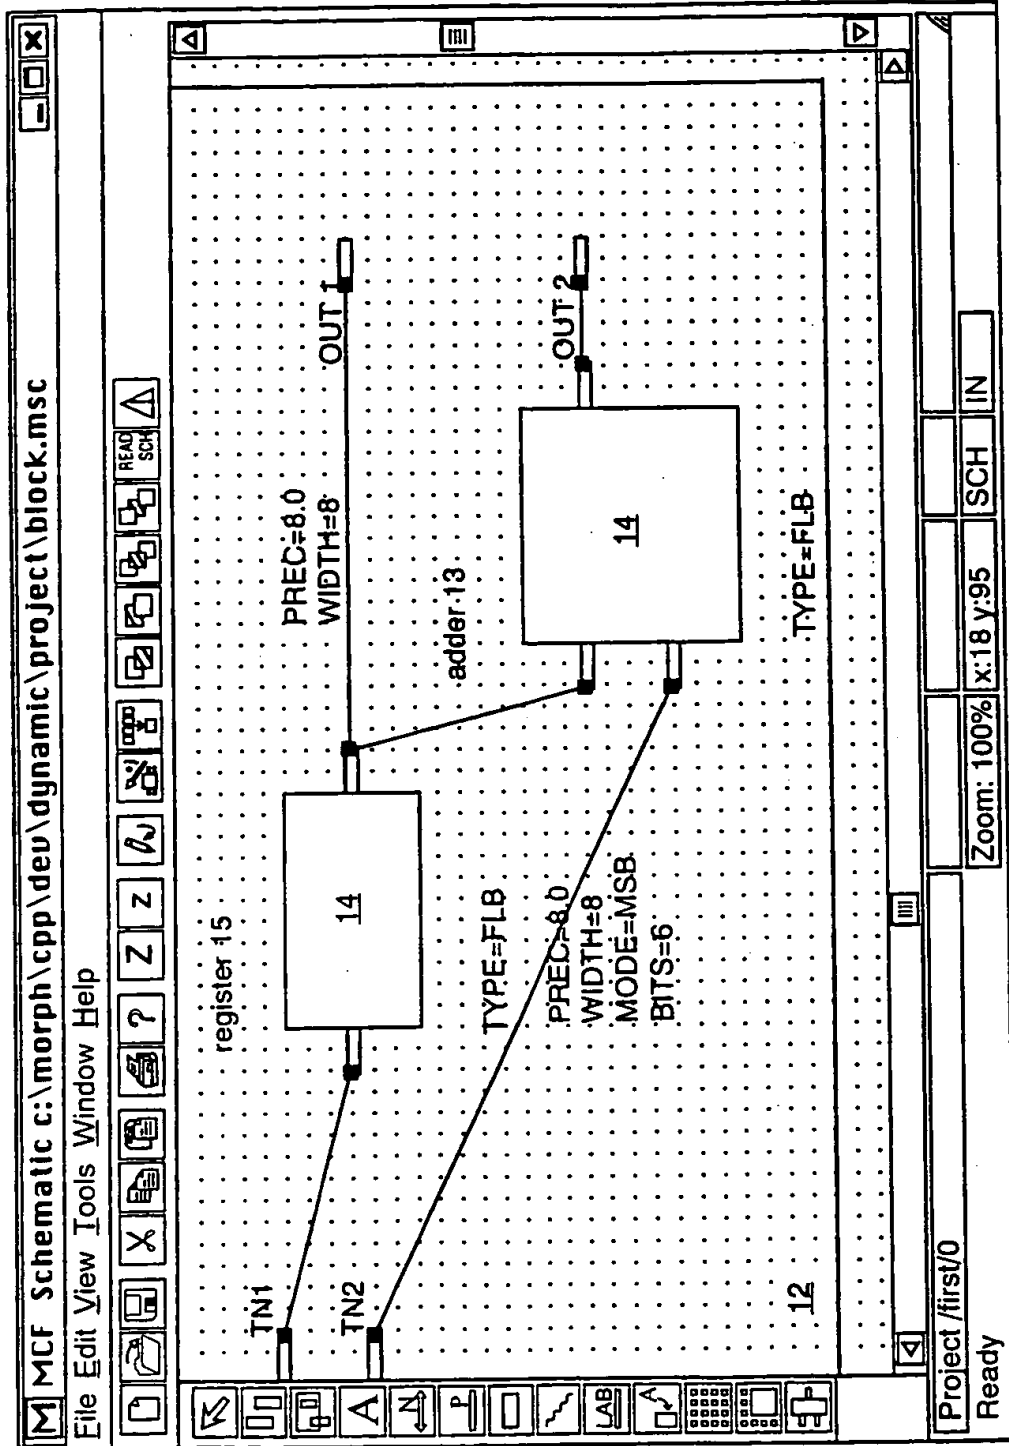 M MCF Schematic c:\morph\cpp\dev\dynamic\project\block.msc
File Edit View Tools Window Help
? Z z
READ
SCH
A
N
P
LAB
A
TN1
TN2
register 15
14
TYPE=FLB
PREC=8.0
WIDTH=8
MODE=MSB
BITS=6
PREC=8.0
WIDTH=8
OUT 1
adder 13
14
OUT 2
TYPE=FLB
12
Project /first/0
Ready
Zoom: 100% x:18 y:95 SCH IN